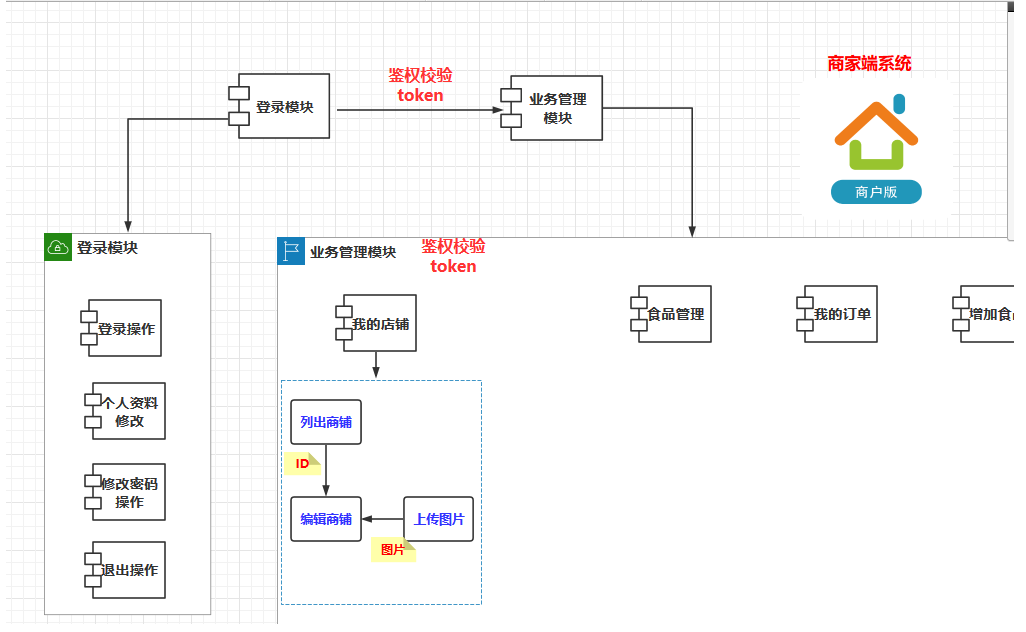 商家端系统
鉴权校验
token
登录模块
业务管理
模块
商户版
登录模块
业务管理模块
鉴权校验
token
登录操作
个人资料
修改
修改密码
操作
退出操作
我的店铺
食品管理
我的订单
增加食
列出商铺
ID
编辑商铺
上传图片
图片